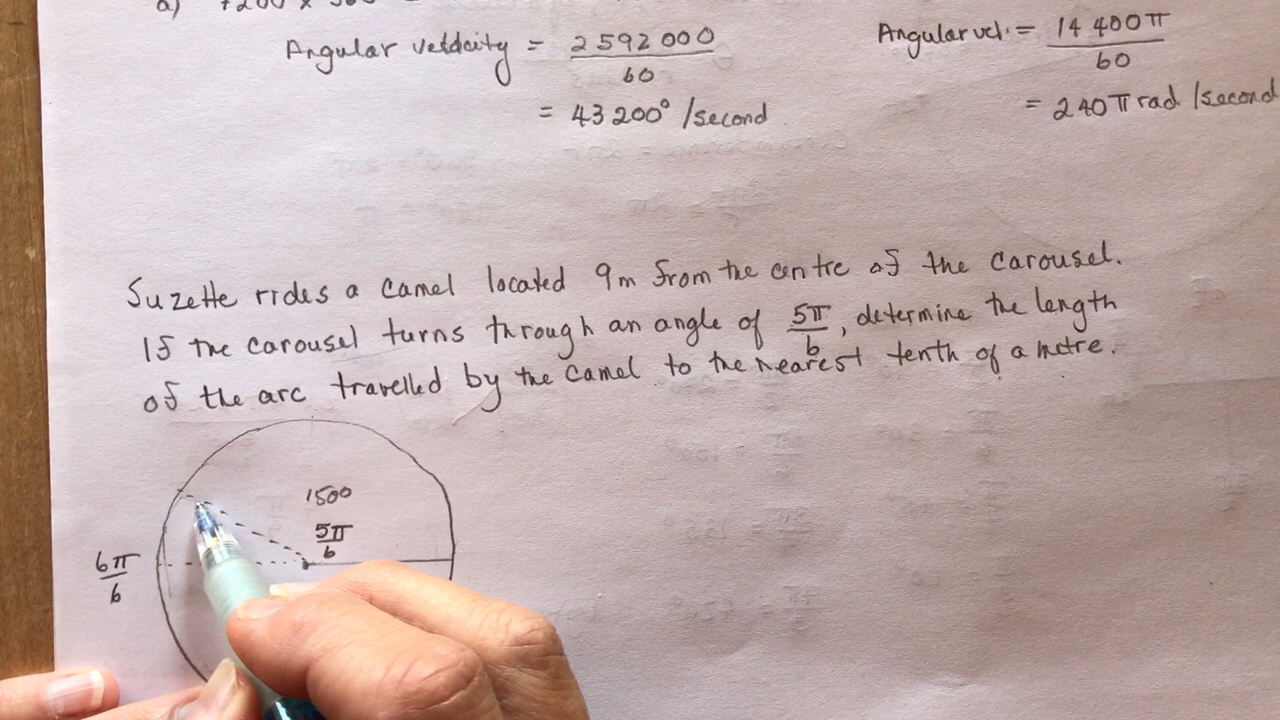 a) 7200 x 360
Angular velocity = 2 592 000
60
= 43 200° /second
Angular vel. = 14 400π
60
= 240π rad /second
Suzette rides a camel located 9m from the centre of the carousel.
If the carousel turns through an angle of 5π/6, determine the length
of the arc travelled by the camel to the nearest tenth of a metre.
150°
5π
6
6π
6